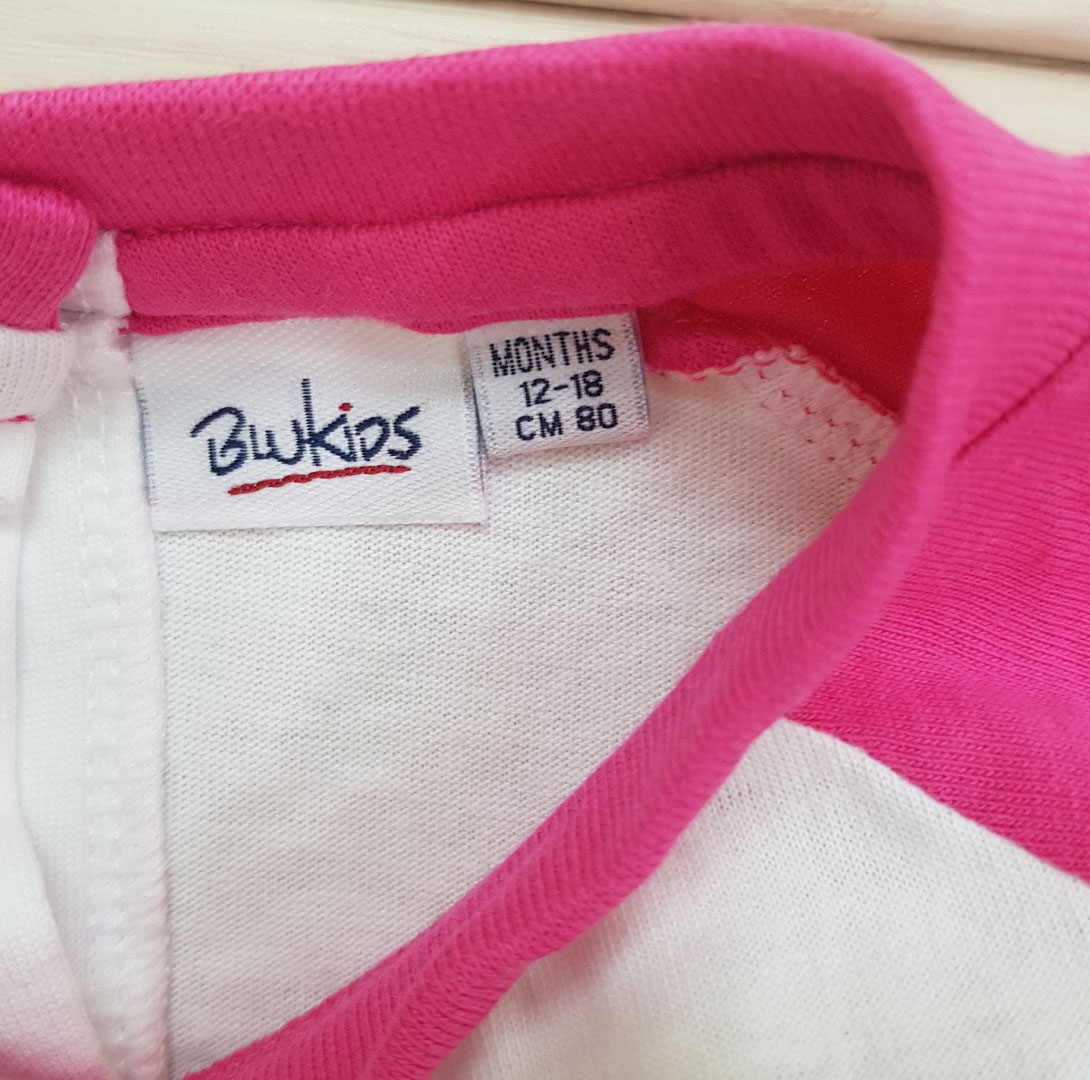 BLUKIDS
MONTHS
12-18
CM 80